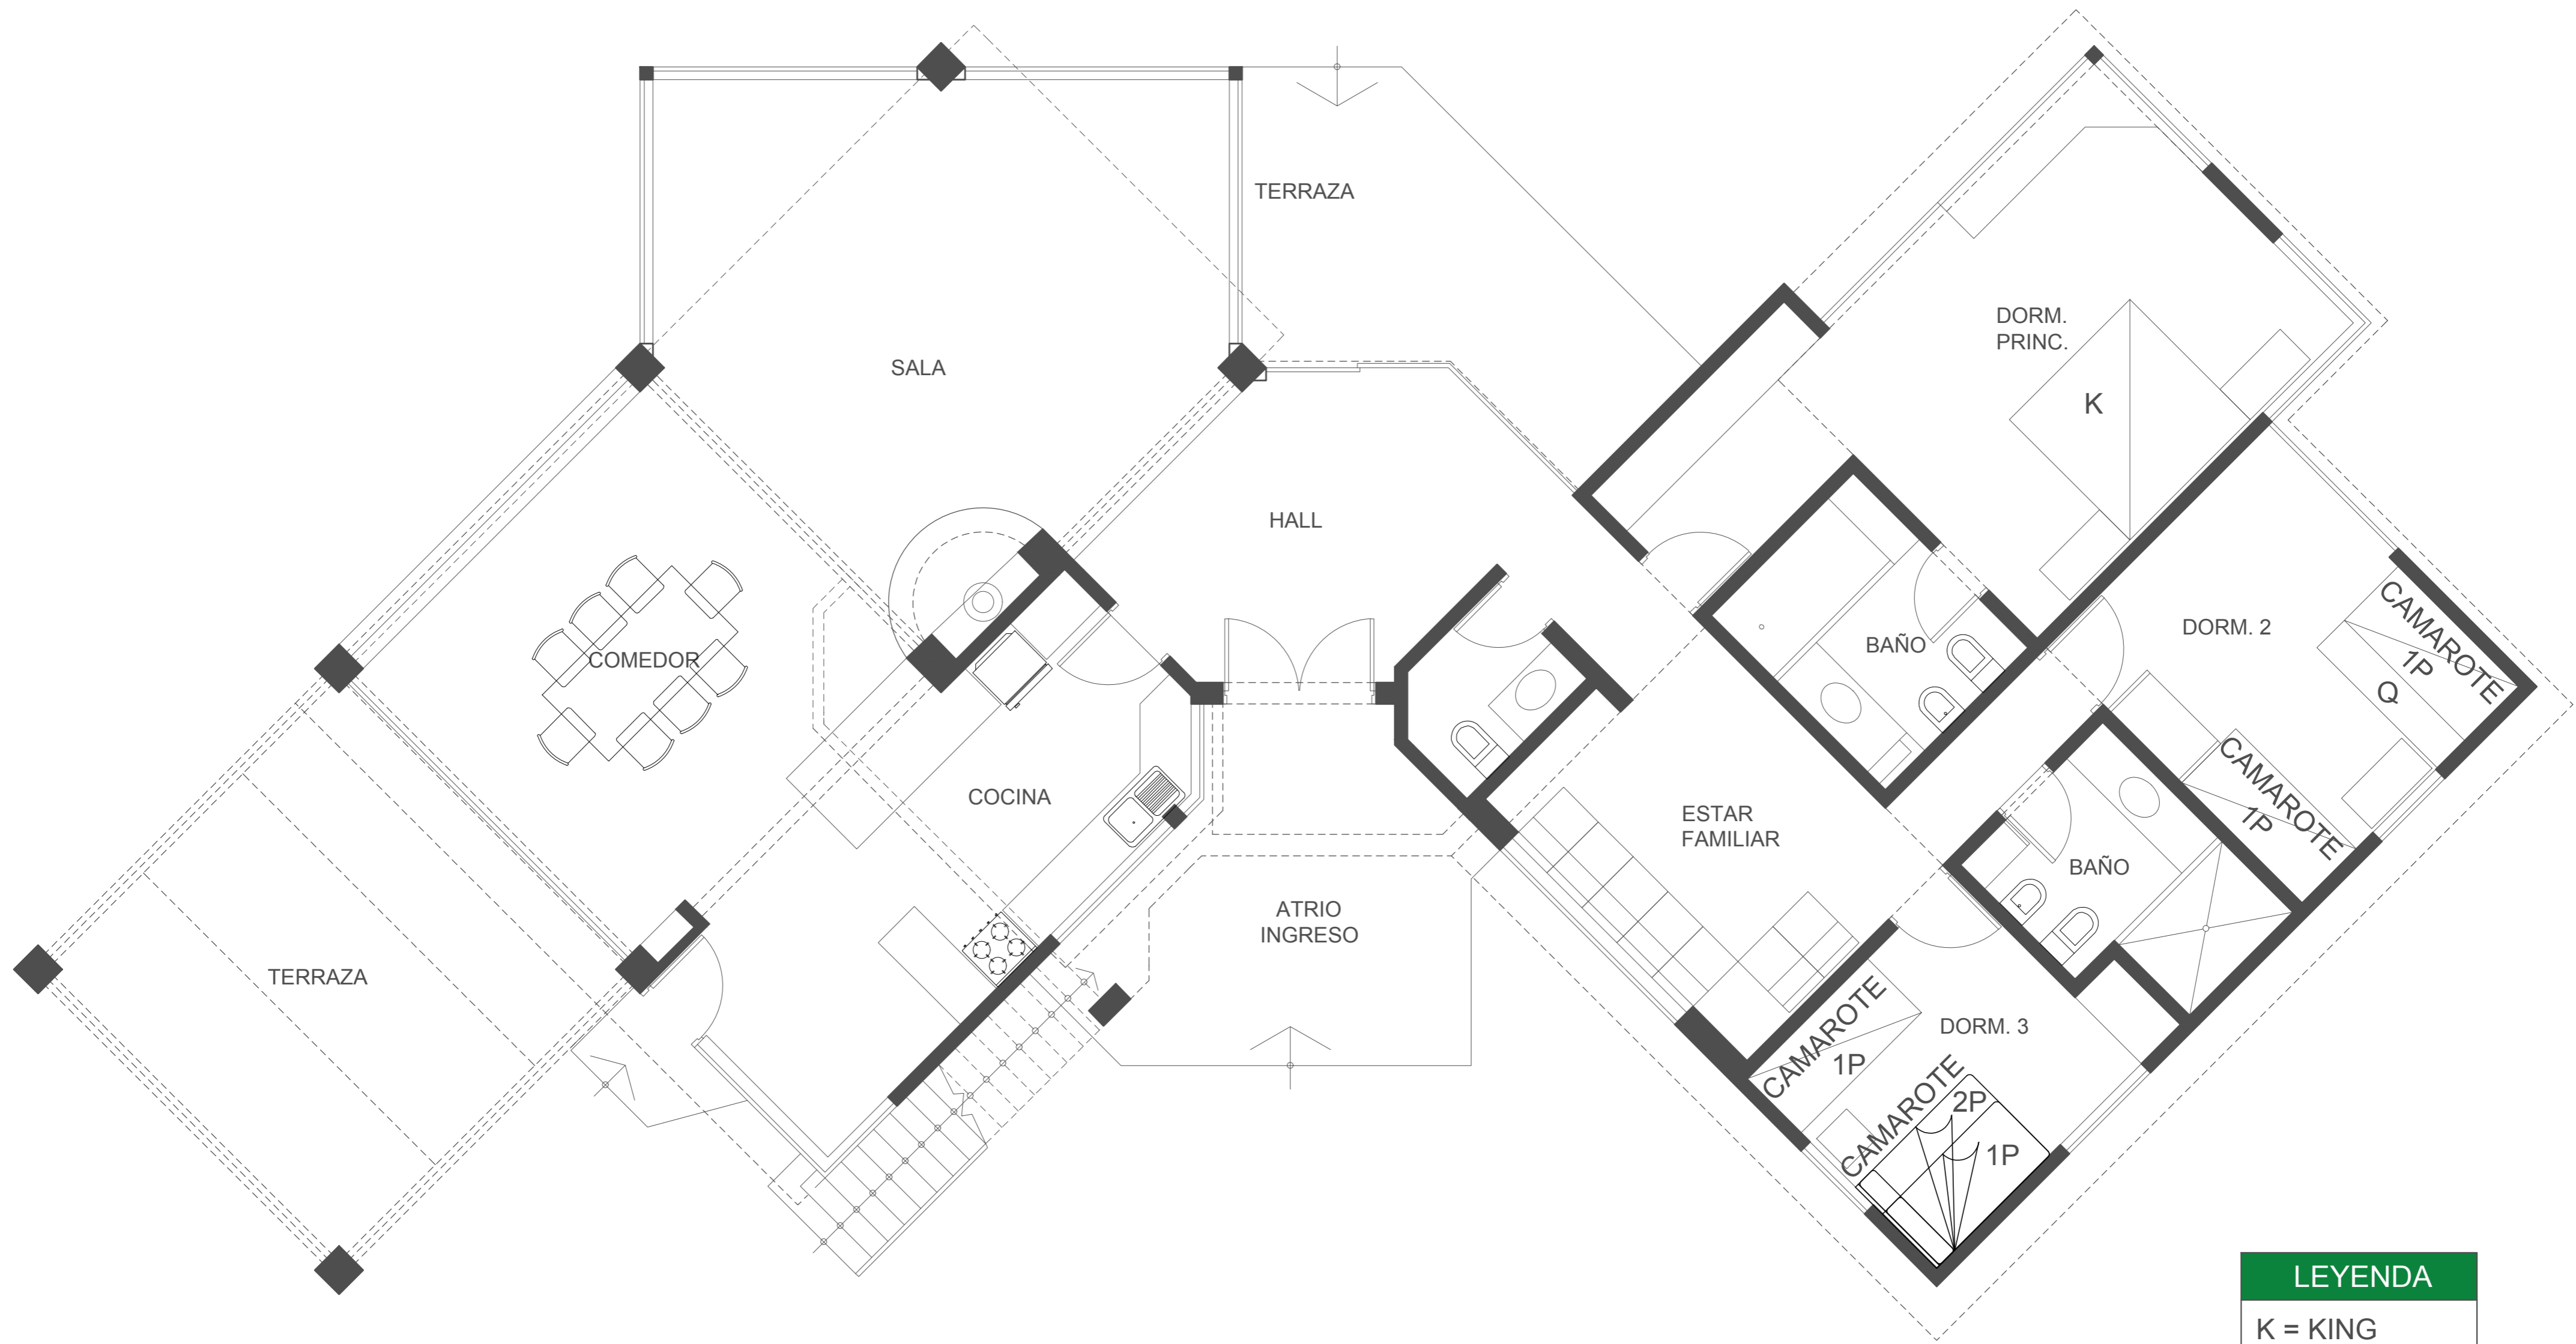 TERRAZA
DORM.
PRINC.
SALA
K
HALL
CAMAROTE
1P
Q
DORM. 2
BAÑO
COMEDOR
CAMAROTE
1P
COCINA
ESTAR
FAMILIAR
BAÑO
ATRIO
INGRESO
TERRAZA
CAMAROTE
1P
DORM. 3
CAMAROTE
2P
1P
LEYENDA
K = KING